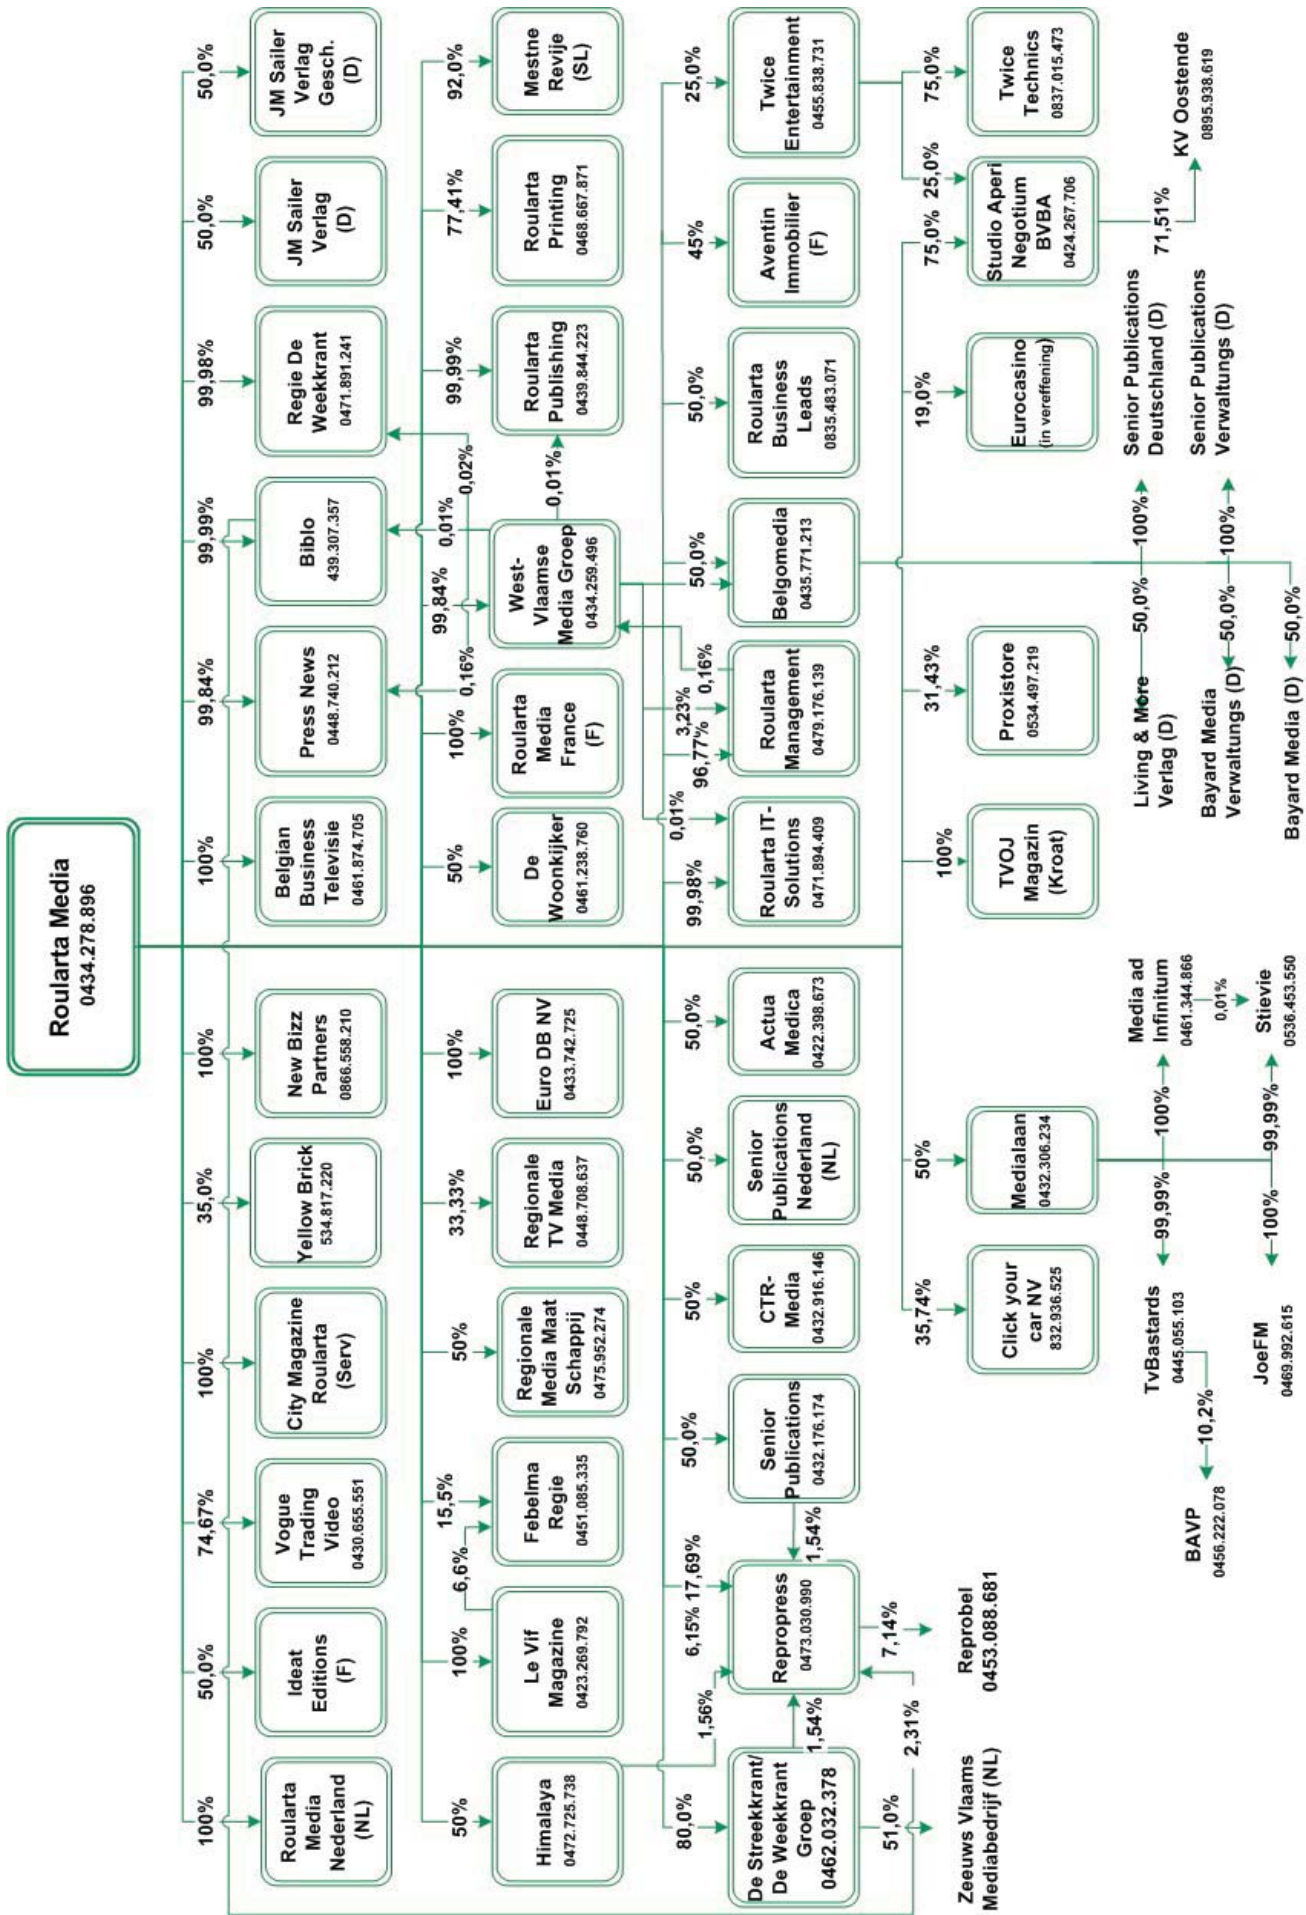 Roularta Media
0434.278.896
100%
50,0%
74,67%
100%
35,0%
100%
100%
99,84%
99,99%
99,98%
50,0%
50,0%
Roularta
Media
Nederland
(NL)
Ideat
Editions
(F)
Vogue
Trading
Video
0430.655.551
City Magazine
Roularta
(Serv)
Yellow Brick
534.817.220
New Bizz
Partners
0866.558.210
Belgian
Business
Televisie
0461.874.705
Press News
0448.740.212
Biblo
439.307.357
Regie De
Weekkrant
0471.891.241
JM Sailer
Verlag
(D)
JM Sailer
Verlag
Gesch.
(D)
50%
100%
6,6%
15,5%
50%
33,33%
100%
50%
100%
0,16%
99,84%
0,01%
0,02%
99,99%
77,41%
92,0%
Himalaya
0472.725.738
Le Vif
Magazine
0423.269.792
Febelma
Regie
0451.085.335
Regionale
Media Maat
Schappij
0475.952.274
Regionale
TV Media
0448.708.637
Euro DB NV
0433.742.725
De
Woonkijker
0461.238.760
Roularta
Media
France
(F)
West-
Vlaamse
Media Groep
0434.259.496
0,01%
Roularta
Publishing
0439.844.223
Roularta
Printing
0468.667.871
Mestne
Revije
(SL)
80,0%
1,56%
6,15%
17,69%
50,0%
50%
50,0%
50,0%
99,98%
0,01%
96,77%
3,23%
0,16%
50,0%
50,0%
45%
25,0%
De Streekkrant/
De Weekkrant
Groep
0462.032.378
1,54%
Repropress
0473.030.990
1,54%
Senior
Publications
0432.176.174
CTR-
Media
0432.916.146
Senior
Publications
Nederland
(NL)
Actua
Medica
0422.398.673
Roularta IT-
Solutions
0471.894.409
Roularta
Management
0479.176.139
Belgomedia
0435.771.213
Roularta
Business
Leads
0835.483.071
Aventin
Immobilier
(F)
Twice
Entertainment
0455.838.731
51,0%
2,31%
7,14%
35,74%
50%
100%
31,43%
19,0%
75,0%
25,0%
75,0%
Zeeuws Vlaams
Mediabedrijf (NL)
Reprobel
0453.088.681
Click your
car NV
832.936.525
Medialaan
0432.306.234
TVOJ
Magazin
(Kroat)
Proxistore
0534.497.219
Eurocasino
(in vereffening)
Studio Aperi
Negotium
BVBA
0424.267.706
Twice
Technics
0837.015.473
TvBastards
0445.055.103
99,99%
100%
Media ad
Infinitum
0461.344.866
0,01%
Living & More
Verlag (D)
50,0%
100%
Senior Publications
Deutschland (D)
71,51%
KV Oostende
0895.938.619
BAVP
0456.222.078
10,2%
Bayard Media
Verwaltungs (D)
50,0%
100%
Senior Publications
Verwaltungs (D)
JoeFM
0469.992.615
100%
99,99%
Stievie
0536.453.550
Bayard Media (D)
50,0%